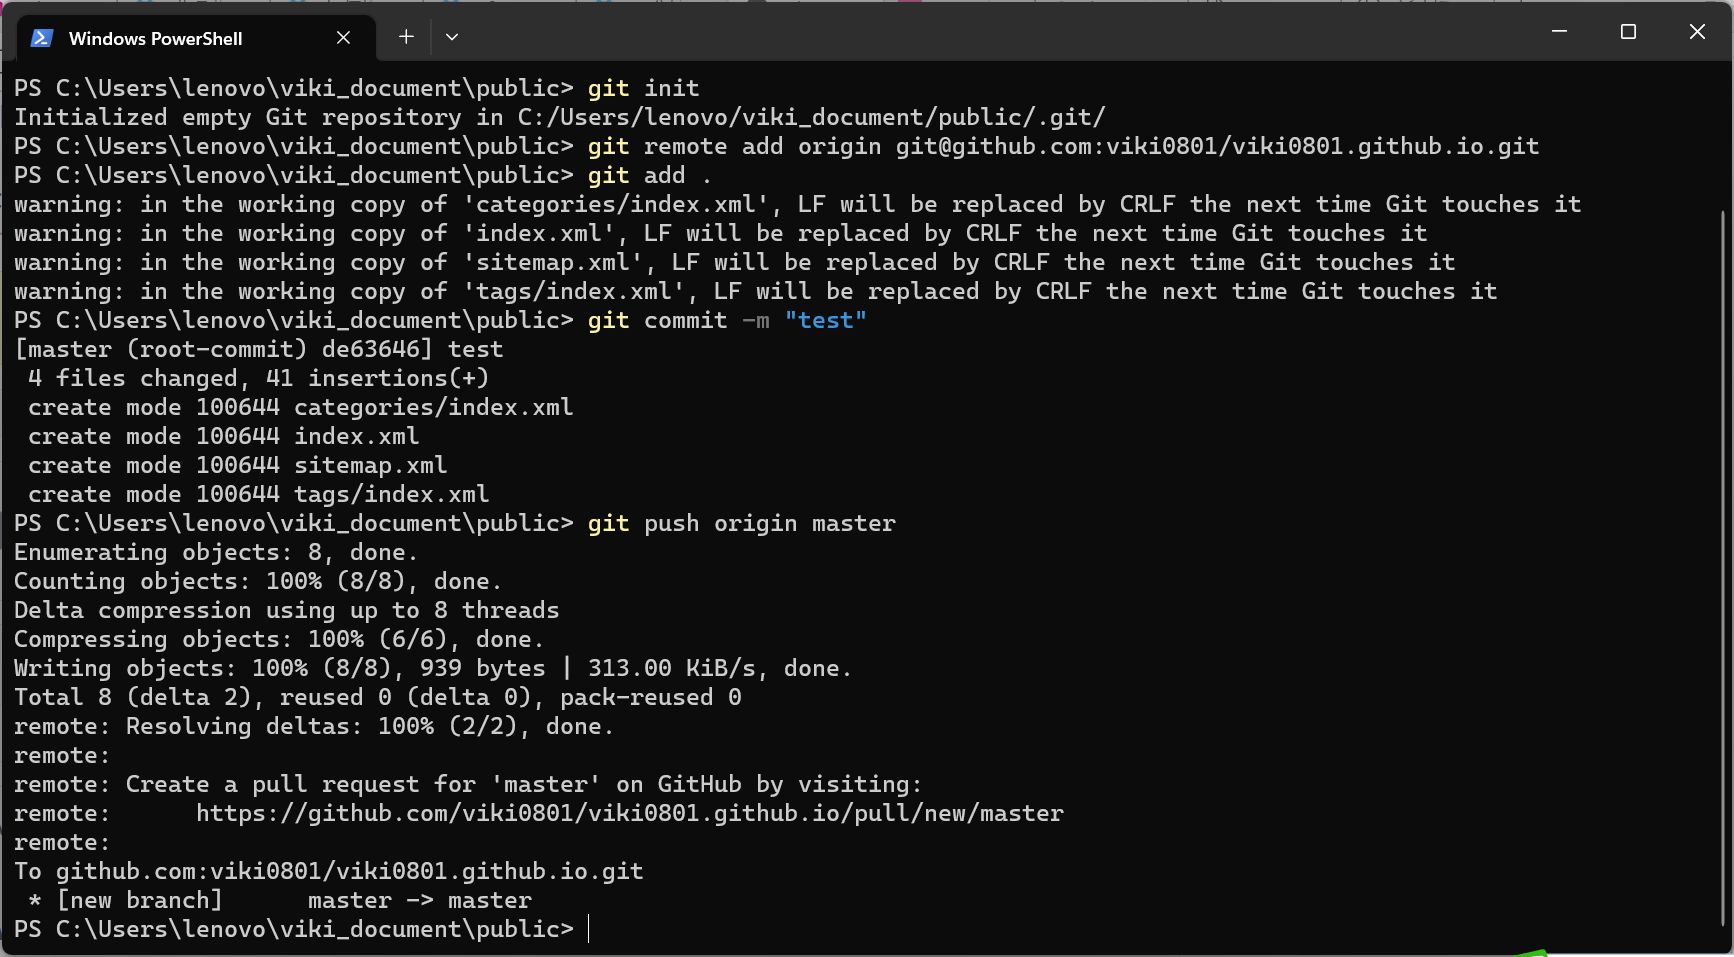 Windows PowerShell
PS C:\Users\lenovo\viki_document\public> git init
Initialized empty Git repository in C:/Users/lenovo/viki_document/public/.git/
PS C:\Users\lenovo\viki_document\public> git remote add origin git@github.com:viki0801/viki0801.github.io.git
PS C:\Users\lenovo\viki_document\public> git add .
warning: in the working copy of 'categories/index.xml', LF will be replaced by CRLF the next time Git touches it
warning: in the working copy of 'index.xml', LF will be replaced by CRLF the next time Git touches it
warning: in the working copy of 'sitemap.xml', LF will be replaced by CRLF the next time Git touches it
warning: in the working copy of 'tags/index.xml', LF will be replaced by CRLF the next time Git touches it
PS C:\Users\lenovo\viki_document\public> git commit -m "test"
[master (root-commit) de63646] test
 4 files changed, 41 insertions(+)
 create mode 100644 categories/index.xml
 create mode 100644 index.xml
 create mode 100644 sitemap.xml
 create mode 100644 tags/index.xml
PS C:\Users\lenovo\viki_document\public> git push origin master
Enumerating objects: 8, done.
Counting objects: 100% (8/8), done.
Delta compression using up to 8 threads
Compressing objects: 100% (6/6), done.
Writing objects: 100% (8/8), 939 bytes | 313.00 KiB/s, done.
Total 8 (delta 2), reused 0 (delta 0), pack-reused 0
remote: Resolving deltas: 100% (2/2), done.
remote:
remote: Create a pull request for 'master' on GitHub by visiting:
remote:      https://github.com/viki0801/viki0801.github.io/pull/new/master
remote:
To github.com:viki0801/viki0801.github.io.git
 * [new branch]      master -> master
PS C:\Users\lenovo\viki_document\public>